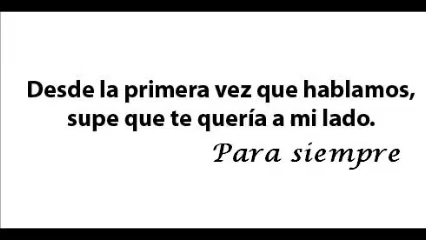 Desde la primera vez que hablamos,
supe que te quería a mi lado.
Para siempre